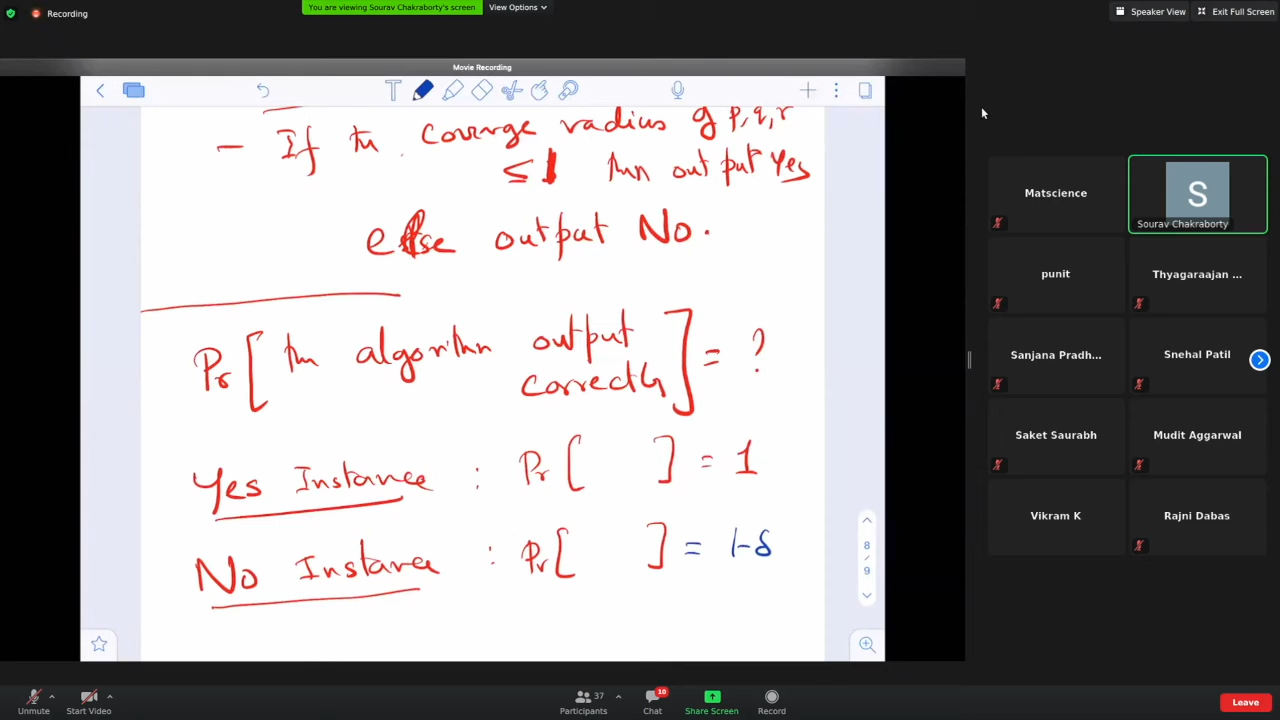 Recording
You are viewing Sourav Chakraborty's screen
View Options
Speaker View
Exit Full Screen
Movie Recording
- If the coverage radius of p, q, r
≤ 1 then output Yes
else output No.
Pr[ the algorithm output
correctly ] = ?
Yes Instance : Pr[ ] = 1
No Instance : Pr[ ] = 1-δ
8
/
9
Matscience
S
Sourav Chakraborty
punit
Thyagaraajan ...
Sanjana Pradh...
Snehal Patil
Saket Saurabh
Mudit Aggarwal
Vikram K
Rajni Dabas
Unmute
Start Video
37
Participants
10
Chat
Share Screen
Record
Leave